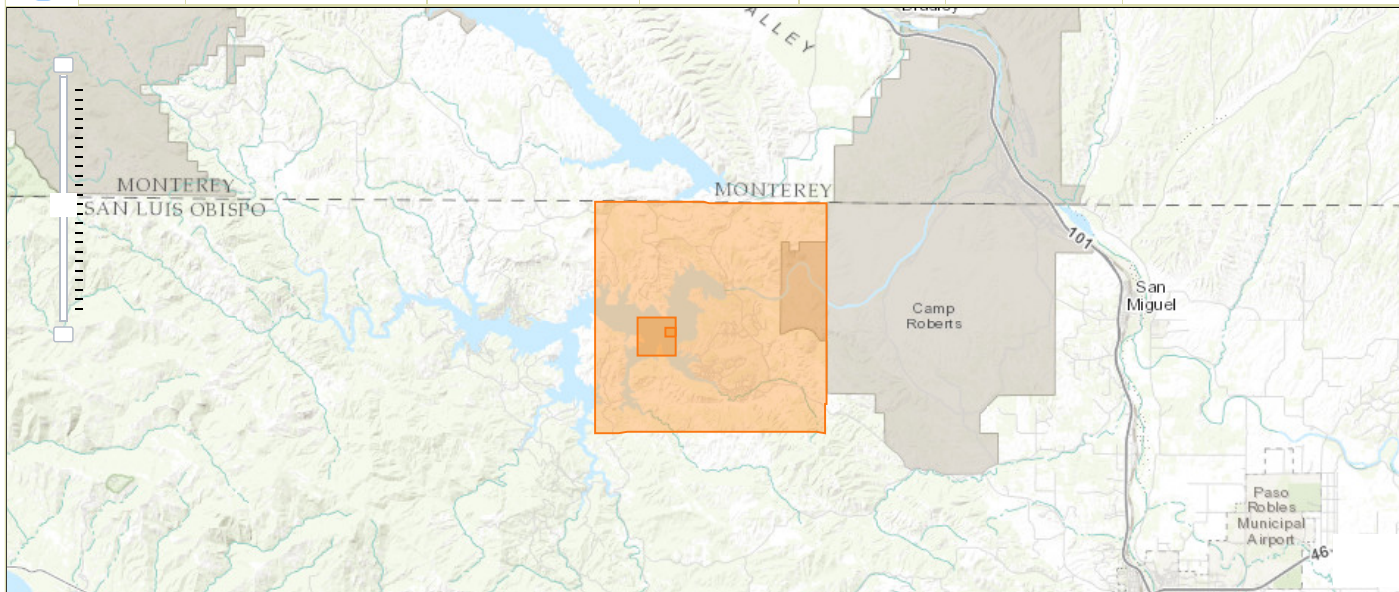 Bradley
ALLEY
MONTEREY
SAN LUIS OBISPO
MONTEREY
101
San
Miguel
Camp
Roberts
Paso
Robles
Municipal
Airport
46